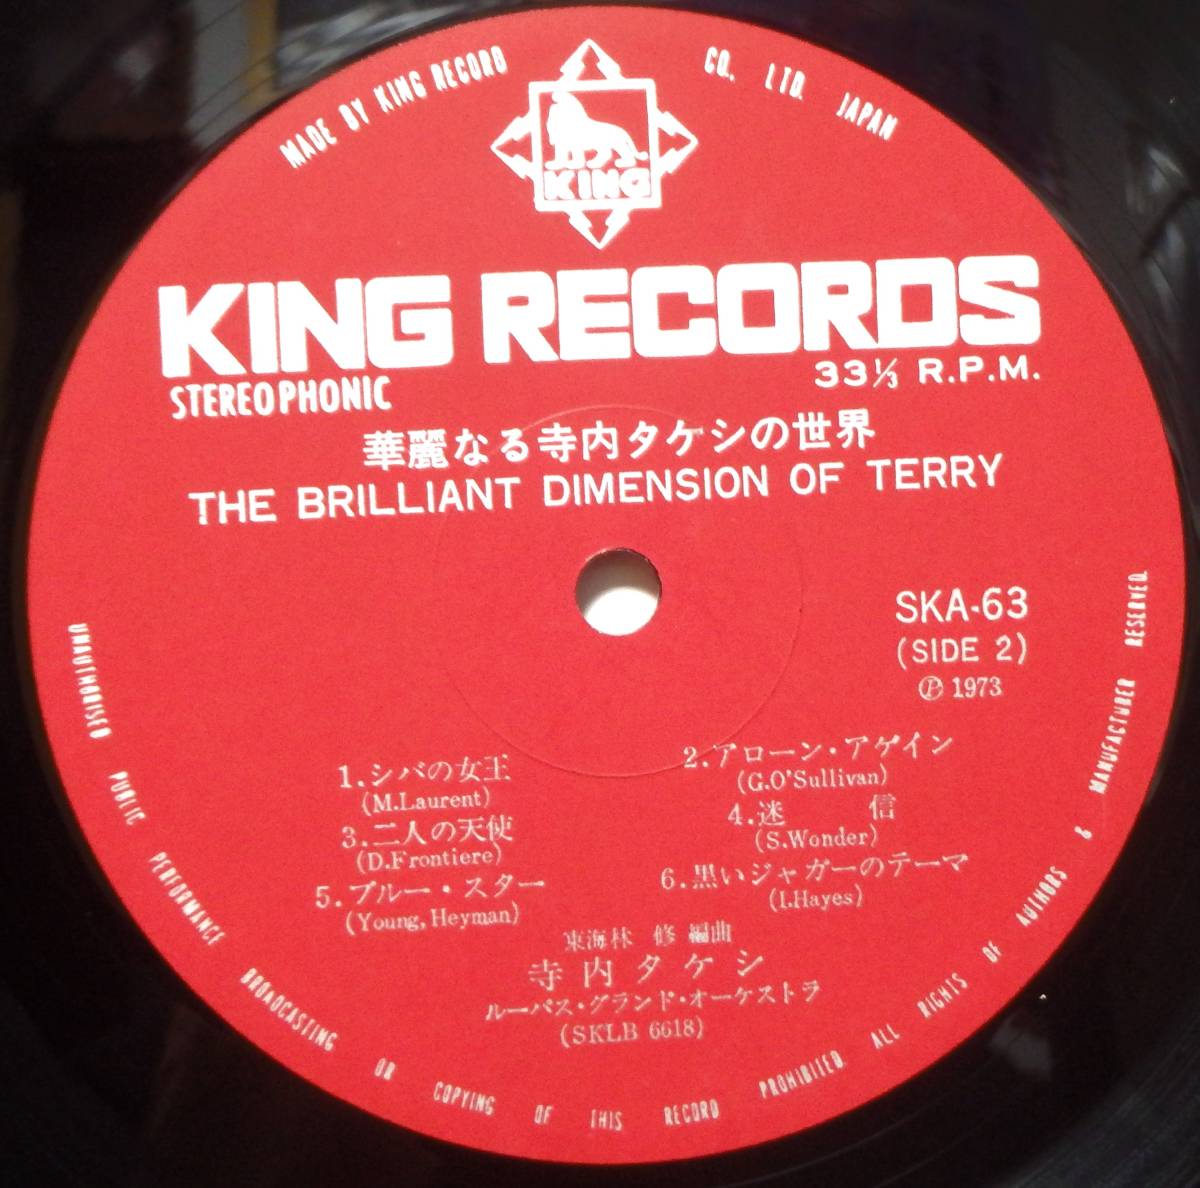 MADE BY KING RECORD CO. LTD. JAPAN
KING
KING RECORDS
STEREOPHONIC
33⅓ R.P.M.
華麗なる寺内タケシの世界
THE BRILLIANT DIMENSION OF TERRY
SKA-63
(SIDE 2)
Ⓟ 1973
1.シバの女王
(M.Laurent)
2.アローン・アゲイン
(G.O'Sullivan)
3.二人の天使
(D.Frontiere)
4.迷 信
(S.Wonder)
5.ブルー・スター
(Young, Heyman)
6.黒いジャガーのテーマ
(I.Hayes)
東海林 修 編曲
寺内タケシ
ルーパス・グランド・オーケストラ
(SKLB 6618)
UNAUTHORISED PUBLIC PERFORMANCE BROADCASTING OR COPYING OF THIS RECORD PROHIBITED. ALL RIGHTS OF AUTHORS & MANUFACTURER RESERVED.